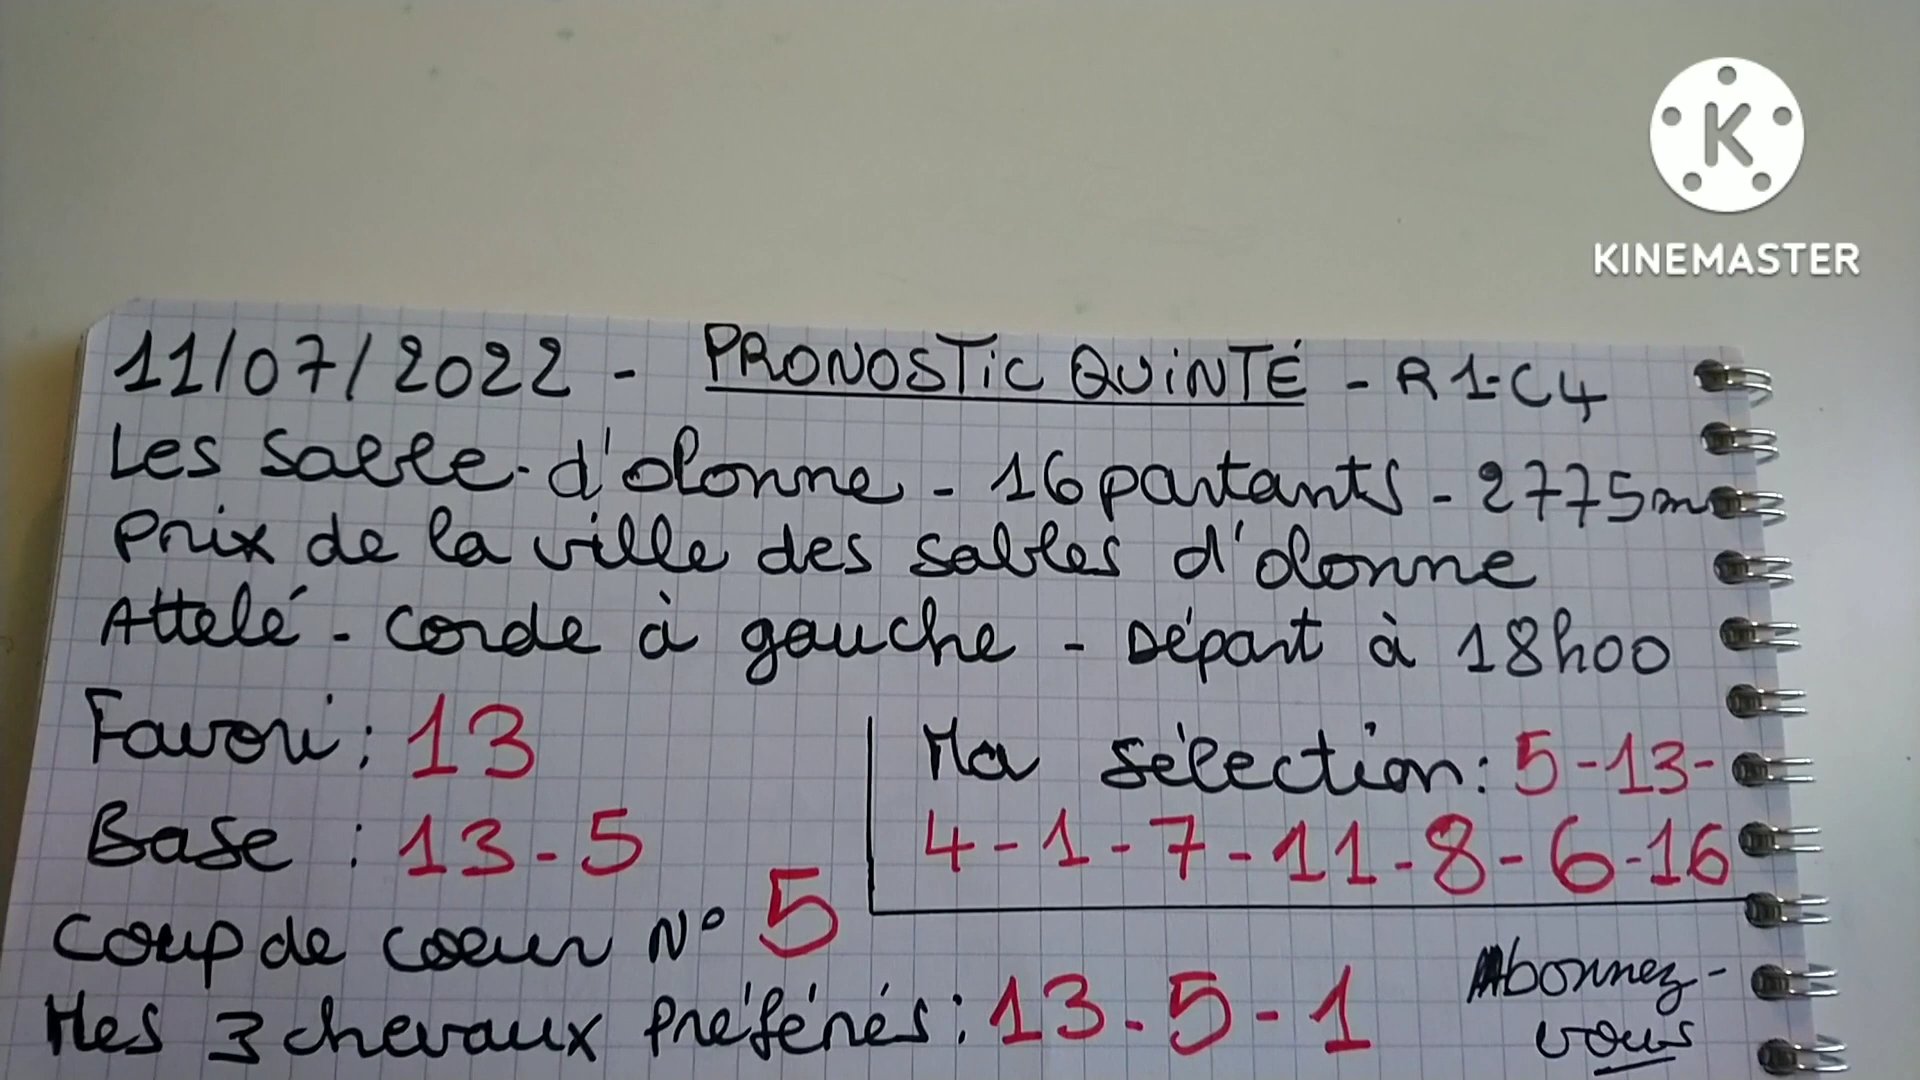 KINEMASTER
11/07/2022 - PRONOSTiC QUiNTÉ - R1-C4
Les Salle-d'olonne - 16 partants - 2775m
Prix de la ville des sables d'olonne
Attelé - Corde à gauche - Départ à 18h00
Favori : 13
Base : 13 - 5
Coup de coeur N° 5
Mes 3 chevaux préférés : 13 - 5 - 1
Ma sélection : 5 - 13 -
4 - 1 - 7 - 11 - 8 - 6 - 16
Abonnez-
vous